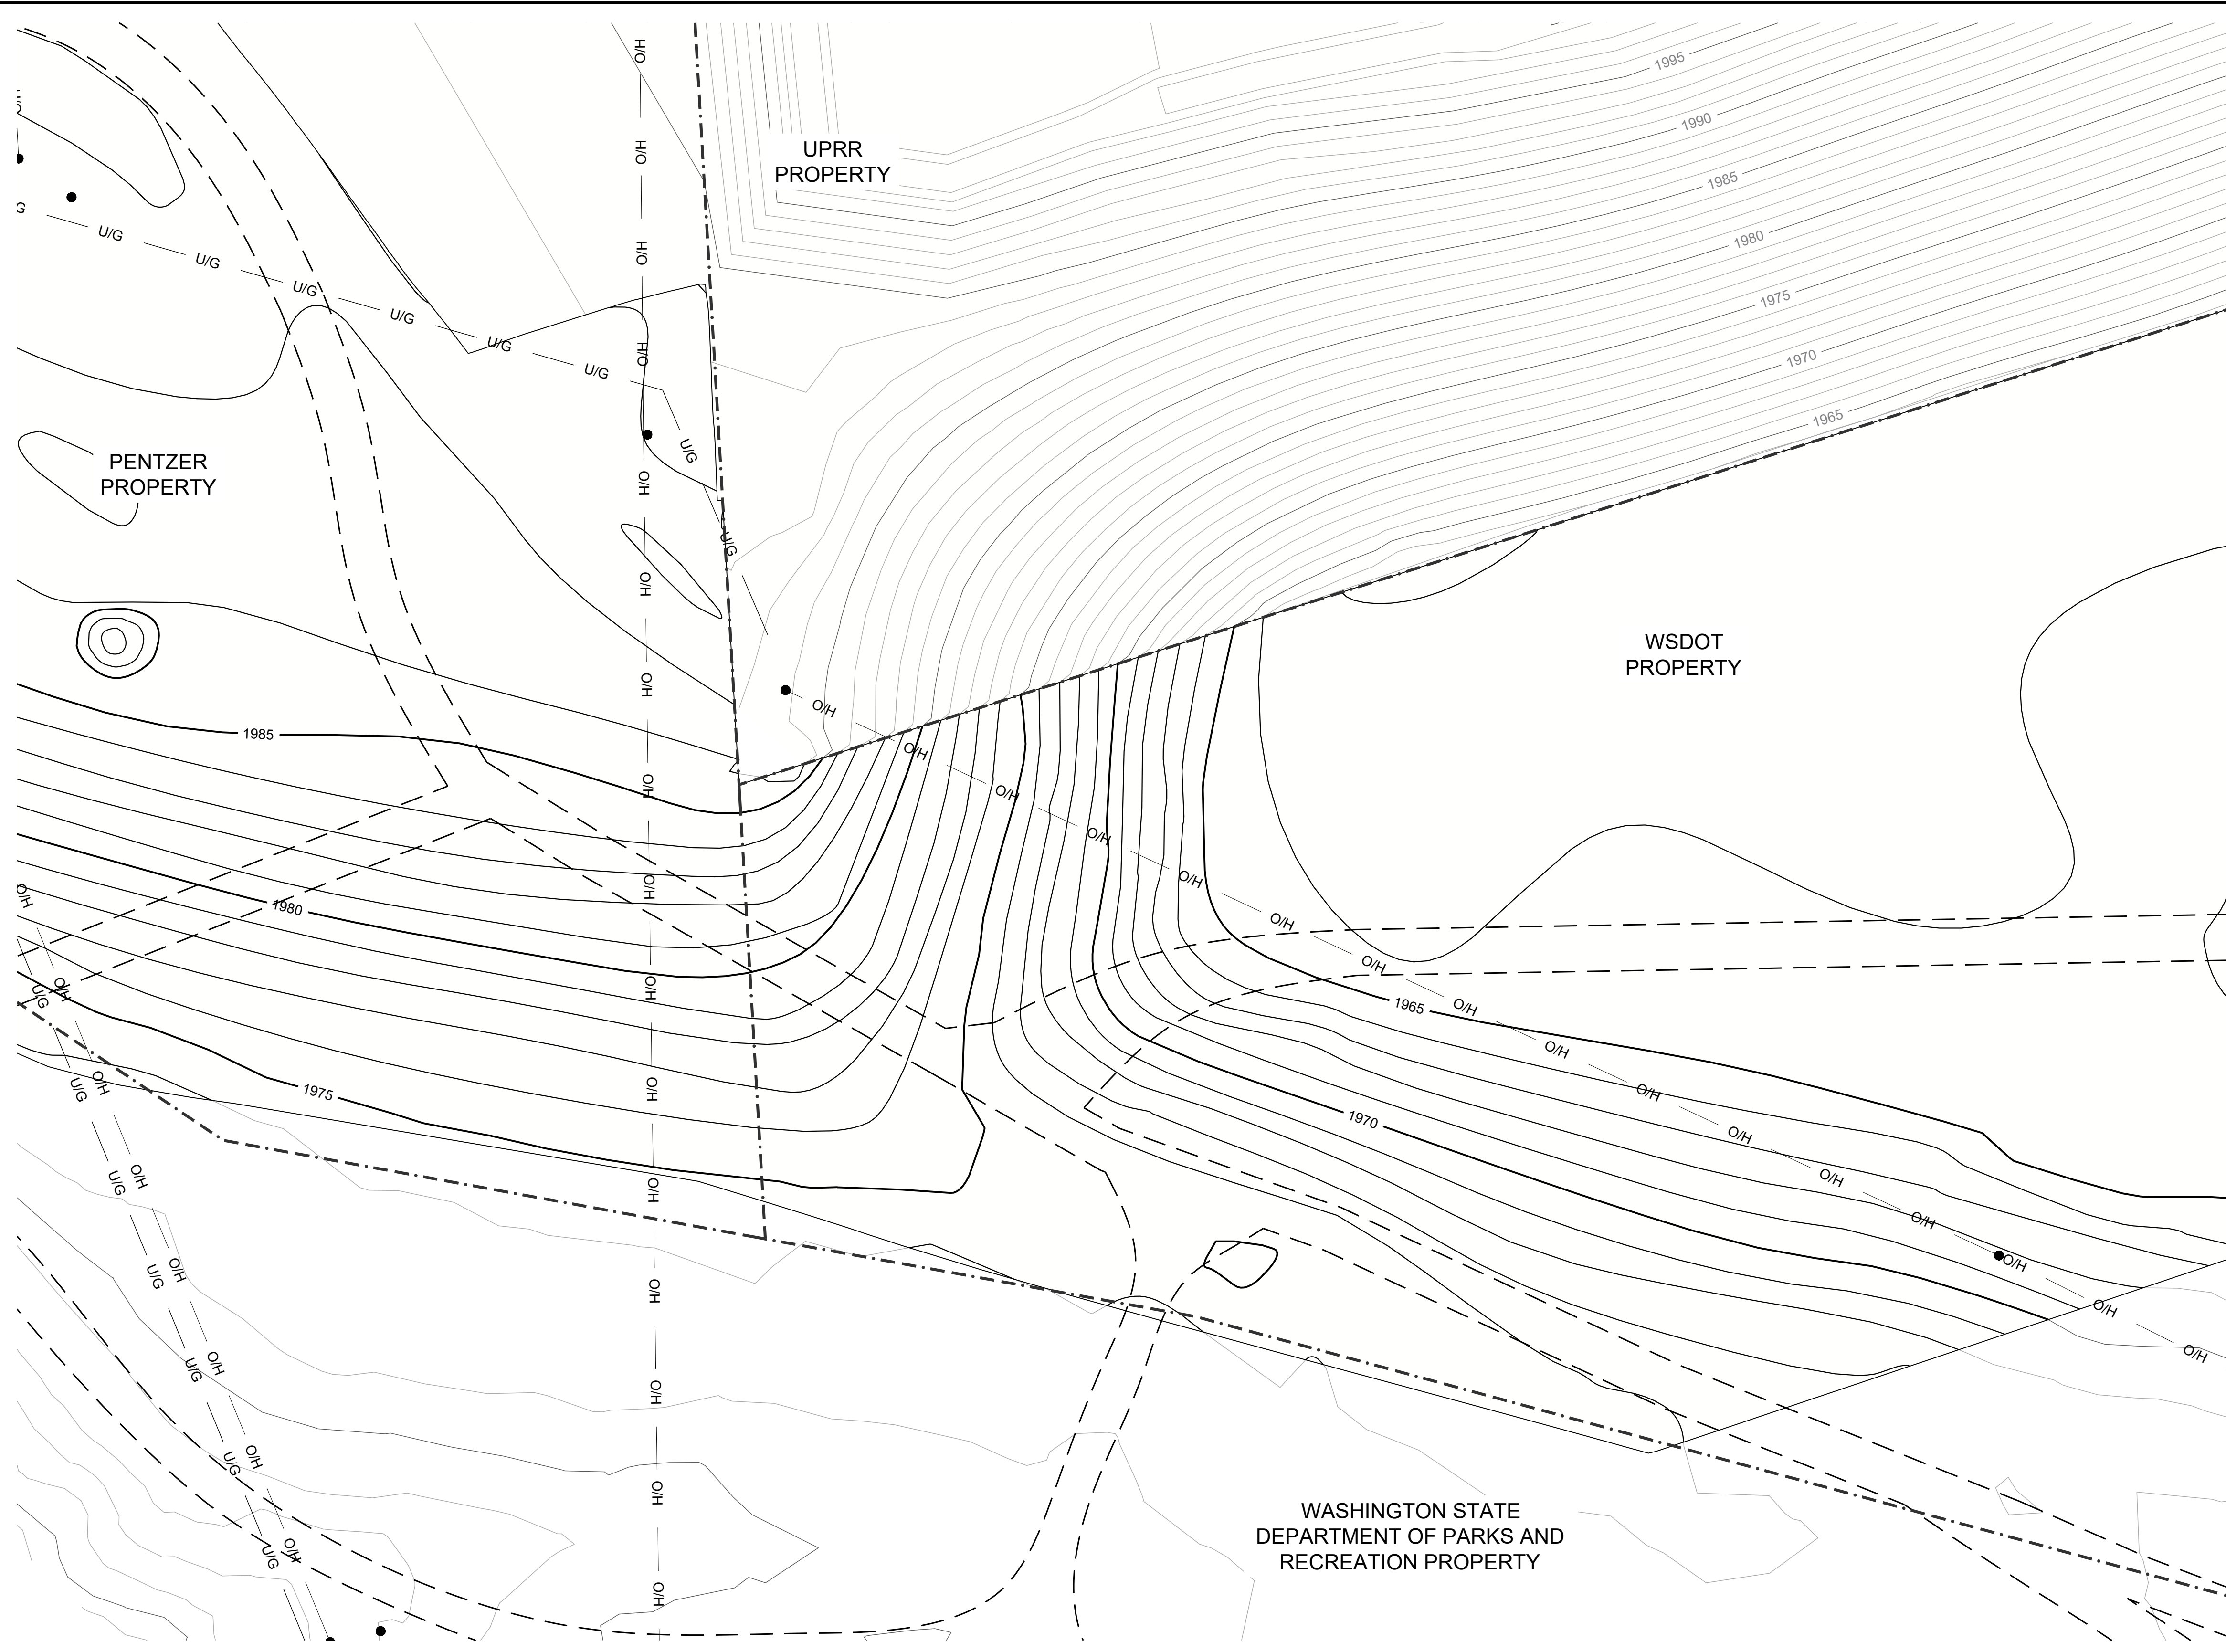 H/O
1995
1990
UPRR
PROPERTY
H/O
1985
G
U/G
1980
H/O
U/G
U/G
1975
U/G
U/G
H/O
1970
U/G
1965
U/G
PENTZER
PROPERTY
O/H
U/G
O/H
WSDOT
PROPERTY
O/H
O/H
1985
O/H
O/H
O/H
O/H
O/H
O/H
O/H
1980
O/H
O/H
O/H
U/G
O/H
O/H
1965
O/H
O/H
U/G
O/H
O/H
1975
O/H
1970
O/H
U/G
O/H
O/H
O/H
O/H
U/G
O/H
O/H
O/H
O/H
U/G
O/H
O/H
O/H
U/G
O/H
O/H
WASHINGTON STATE
DEPARTMENT OF PARKS AND
RECREATION PROPERTY
U/G
O/H
O/H